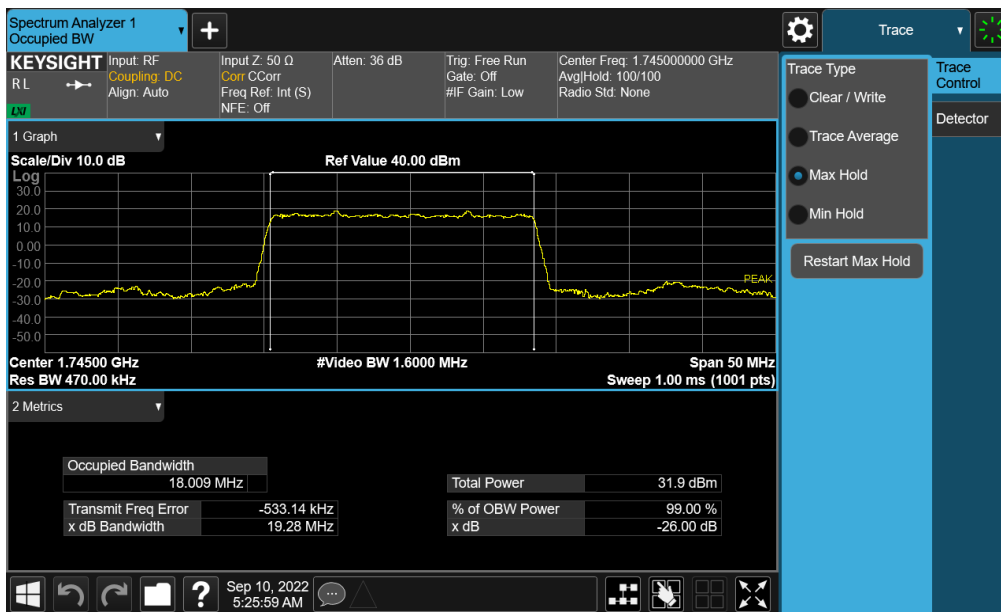 Spectrum Analyzer 1
Occupied BW
Trace
KEYSIGHT
R L
LXI
Input: RF
Coupling: DC
Align: Auto
Input Z: 50 Ω
Corr CCorr
Freq Ref: Int (S)
NFE: Off
Atten: 36 dB
Trig: Free Run
Gate: Off
#IF Gain: Low
Center Freq: 1.745000000 GHz
Avg|Hold: 100/100
Radio Std: None
Trace Type
Clear / Write
Trace Average
Max Hold
Min Hold
Restart Max Hold
Trace
Control
Detector
1 Graph
Scale/Div 10.0 dB
Ref Value 40.00 dBm
Log
30.0
20.0
10.0
0.00
-10.0
-20.0
-30.0
-40.0
-50.0
PEAK
Center 1.74500 GHz
#Video BW 1.6000 MHz
Span 50 MHz
Res BW 470.00 kHz
Sweep 1.00 ms (1001 pts)
2 Metrics
Occupied Bandwidth
18.009 MHz
Total Power 31.9 dBm
Transmit Freq Error -533.14 kHz
% of OBW Power 99.00 %
x dB Bandwidth 19.28 MHz
x dB -26.00 dB
?
Sep 10, 2022
5:25:59 AM